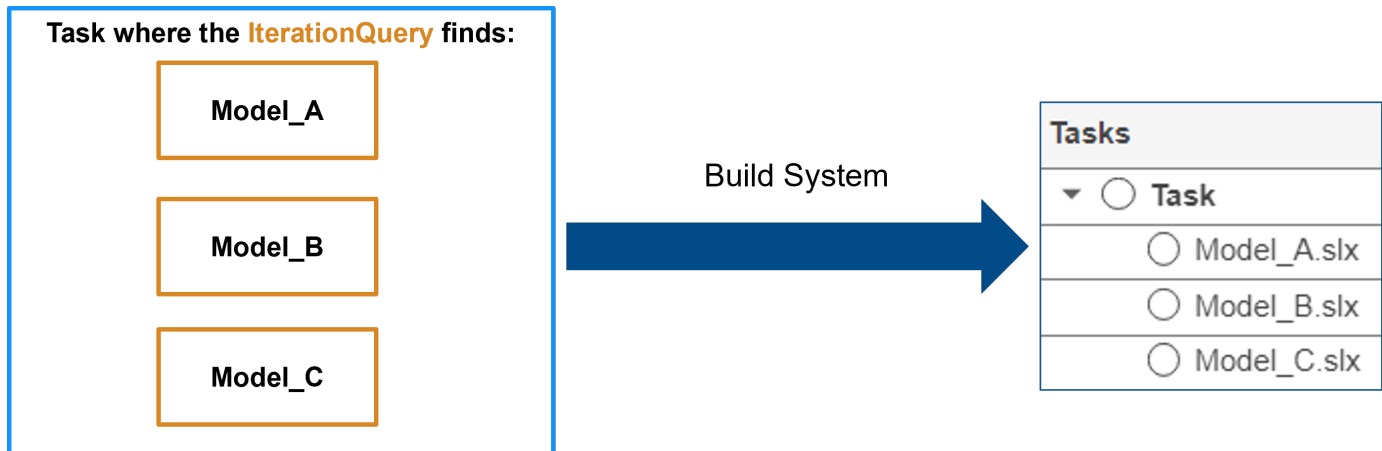 Task where the IterationQuery finds:
Model_A
Model_B
Model_C
Build System
Tasks
Task
Model_A.slx
Model_B.slx
Model_C.slx